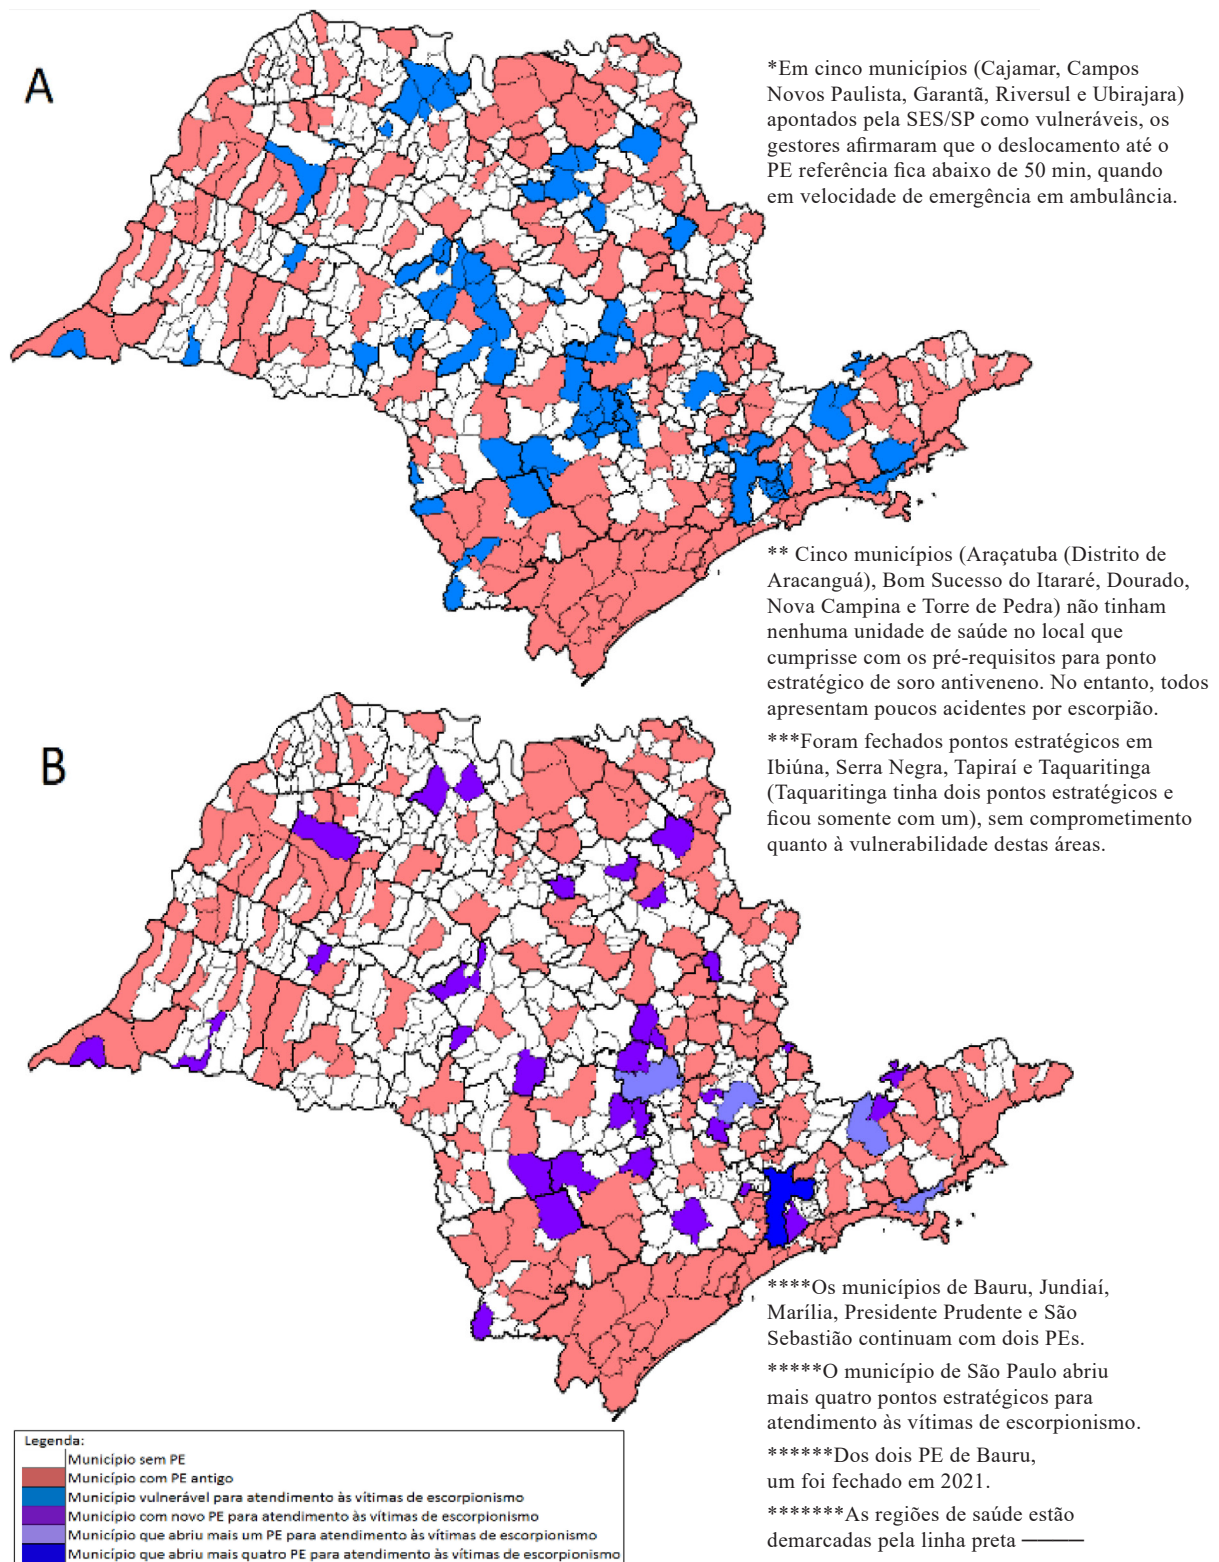 A
*Em cinco municípios (Cajamar, Campos
Novos Paulista, Garantã, Riversul e Ubirajara)
apontados pela SES/SP como vulneráveis, os
gestores afirmaram que o deslocamento até o
PE referência fica abaixo de 50 min, quando
em velocidade de emergência em ambulância.
** Cinco municípios (Araçatuba (Distrito de
Aracanguá), Bom Sucesso do Itararé, Dourado,
Nova Campina e Torre de Pedra) não tinham
nenhuma unidade de saúde no local que
cumprisse com os pré-requisitos para ponto
estratégico de soro antiveneno. No entanto, todos
apresentam poucos acidentes por escorpião.
***Foram fechados pontos estratégicos em
Ibiúna, Serra Negra, Tapiraí e Taquaritinga
(Taquaritinga tinha dois pontos estratégicos e
ficou somente com um), sem comprometimento
quanto à vulnerabilidade destas áreas.
B
****Os municípios de Bauru, Jundiaí,
Marília, Presidente Prudente e São
Sebastião continuam com dois PEs.
*****O município de São Paulo abriu
mais quatro pontos estratégicos para
atendimento às vítimas de escorpionismo.
******Dos dois PE de Bauru,
um foi fechado em 2021.
*******As regiões de saúde estão
demarcadas pela linha preta ———
Legenda:
Município sem PE
Município com PE antigo
Município vulnerável para atendimento às vítimas de escorpionismo
Município com novo PE para atendimento às vítimas de escorpionismo
Município que abriu mais um PE para atendimento às vítimas de escorpionismo
Município que abriu mais quatro PE para atendimento às vítimas de escorpionismo